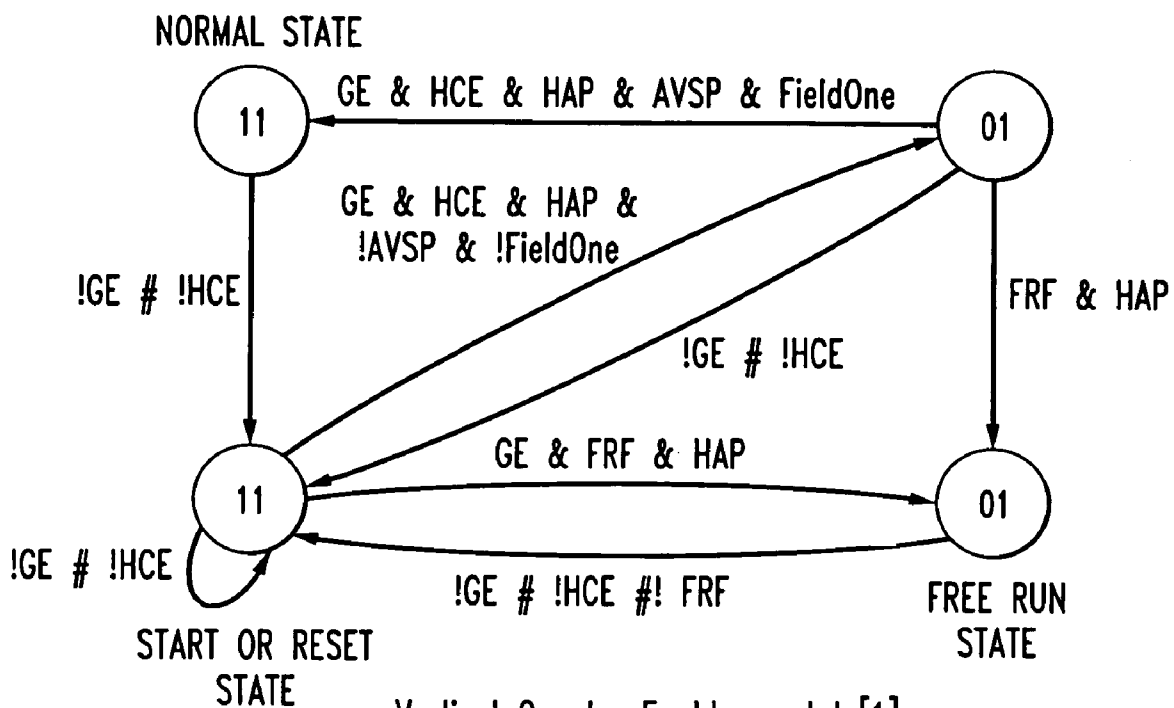 NORMAL STATE
GE & HCE & HAP & AVSP & FieldOne
11
01
GE & HCE & HAP &
!AVSP & !FieldOne
!GE # !HCE
FRF & HAP
!GE # !HCE
GE & FRF & HAP
11
01
!GE # !HCE
!GE # !HCE #! FRF
FREE RUN
STATE
START OR RESET
STATE